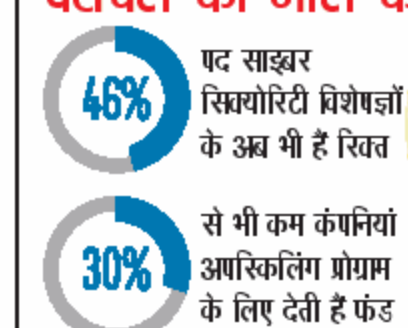 46%
पद साइबर
सिक्योरिटी विशेषज्ञों
के अब भी हैं रिक्त
30%
से भी कम कंपनियां
अपस्किलिंग प्रोग्राम
के लिए देती हैं फंड